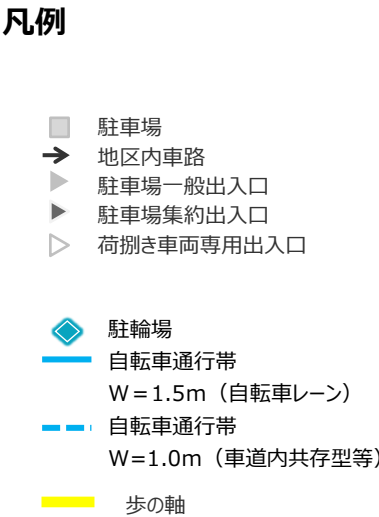 凡例
駐車場
地区内車路
駐車場一般出入口
駐車場集約出入口
荷捌き車両専用出入口
駐輪場
自転車通行帯
W＝1.5m（自転車レーン）
自転車通行帯
W=1.0m（車道内共存型等）
歩の軸